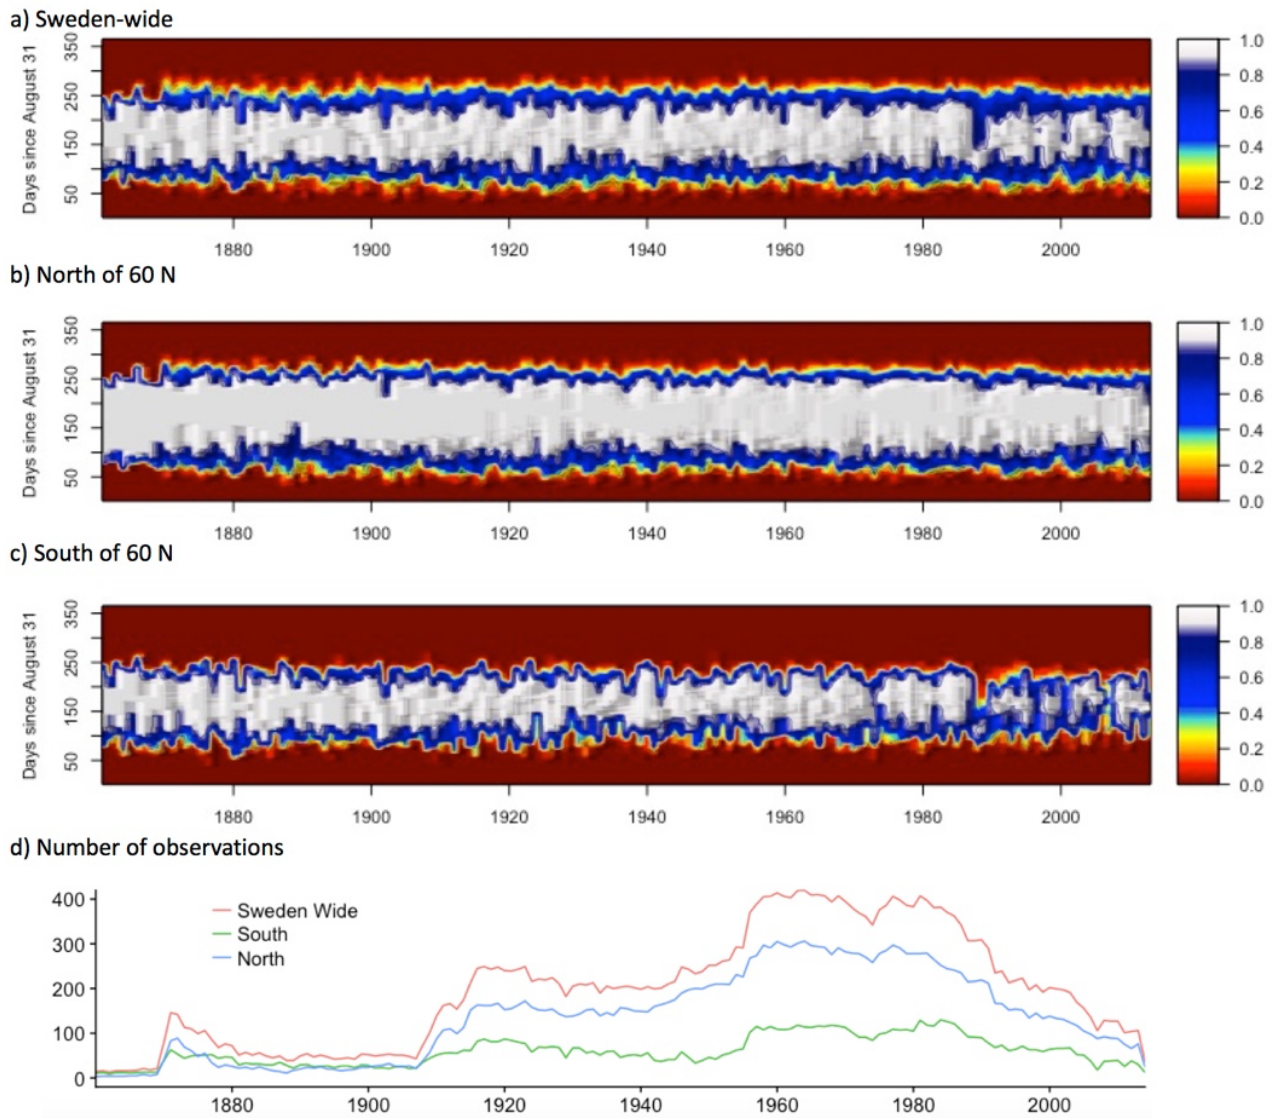 a) Sweden-wide
Days since August 31
350
250
150
50
1880 1900 1920 1940 1960 1980 2000
1.0
0.8
0.6
0.4
0.2
0.0
b) North of 60 N
Days since August 31
350
250
150
50
1880 1900 1920 1940 1960 1980 2000
1.0
0.8
0.6
0.4
0.2
0.0
c) South of 60 N
Days since August 31
350
250
150
50
1880 1900 1920 1940 1960 1980 2000
1.0
0.8
0.6
0.4
0.2
0.0
d) Number of observations
400
300
200
100
0
Sweden Wide
South
North
1880 1900 1920 1940 1960 1980 2000